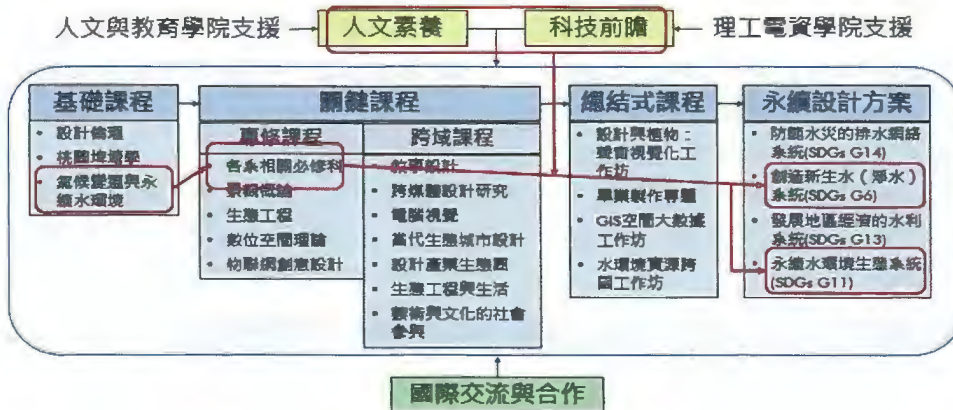 人文與教育學院支援
人文素養
科技前瞻
理工電資學院支援
基礎課程
• 設計倫理
• 桃園埤塘學
• 氣候變遷與永
續水環境
關鍵課程
專修課程
• 各系相關必修科
• 景觀概論
• 生態工程
• 數位空間理論
• 物聯網創意設計
跨域課程
• 敘事設計
• 跨媒體設計研究
• 電腦視覺
• 當代生態城市設計
• 設計產業生態圈
• 生態工程與生活
• 藝術與文化的社會
參與
總結式課程
• 設計與植物：
聲音視覺化工
作坊
• 畢業製作專題
• GIS空間大數據
工作坊
• 水環境資源跨
國工作坊
永續設計方案
• 防範水災的排水網絡
系統(SDGs G14)
• 創造新生水（淨水）
系統(SDGs G6)
• 發展地區經濟的水利
系統(SDGs G13)
• 永續水環境生態系統
(SDGs G11)
國際交流與合作